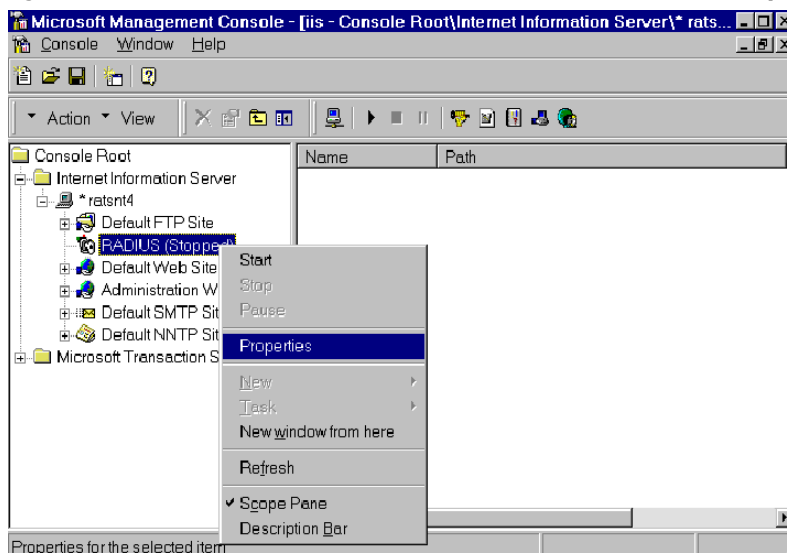 Microsoft Management Console - [iis - Console Root\Internet Information Server\* rats...
Console Window Help
Action View
Console Root
Internet Information Server
* ratsnt4
Default FTP Site
RADIUS (Stopped)
Default Web Site
Administration W
Default SMTP Sit
Default NNTP Sit
Microsoft Transaction S
Name Path
Start
Stop
Pause
Properties
New
Task
New window from here
Refresh
Scope Pane
Description Bar
Properties for the selected item